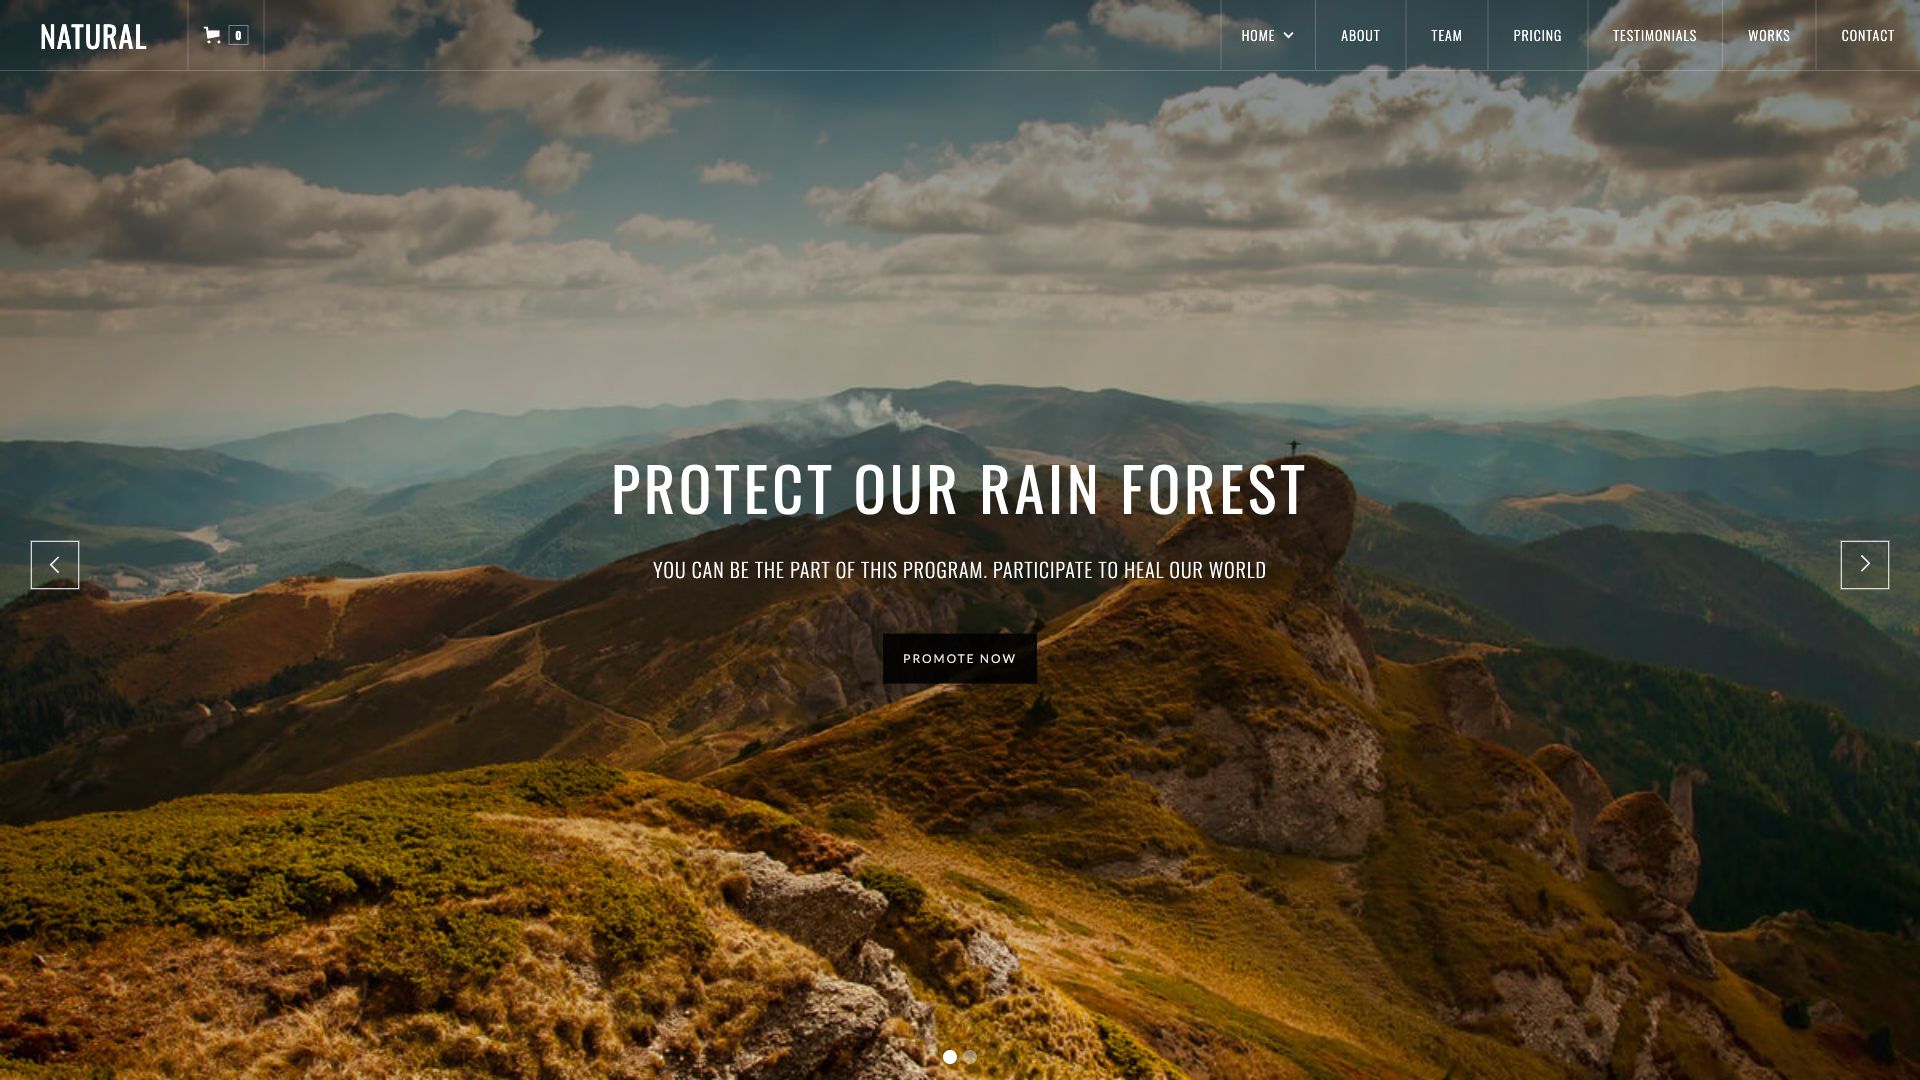 NATURAL
0
HOME
ABOUT
TEAM
PRICING
TESTIMONIALS
WORKS
CONTACT
PROTECT OUR RAIN FOREST
YOU CAN BE THE PART OF THIS PROGRAM. PARTICIPATE TO HEAL OUR WORLD
PROMOTE NOW